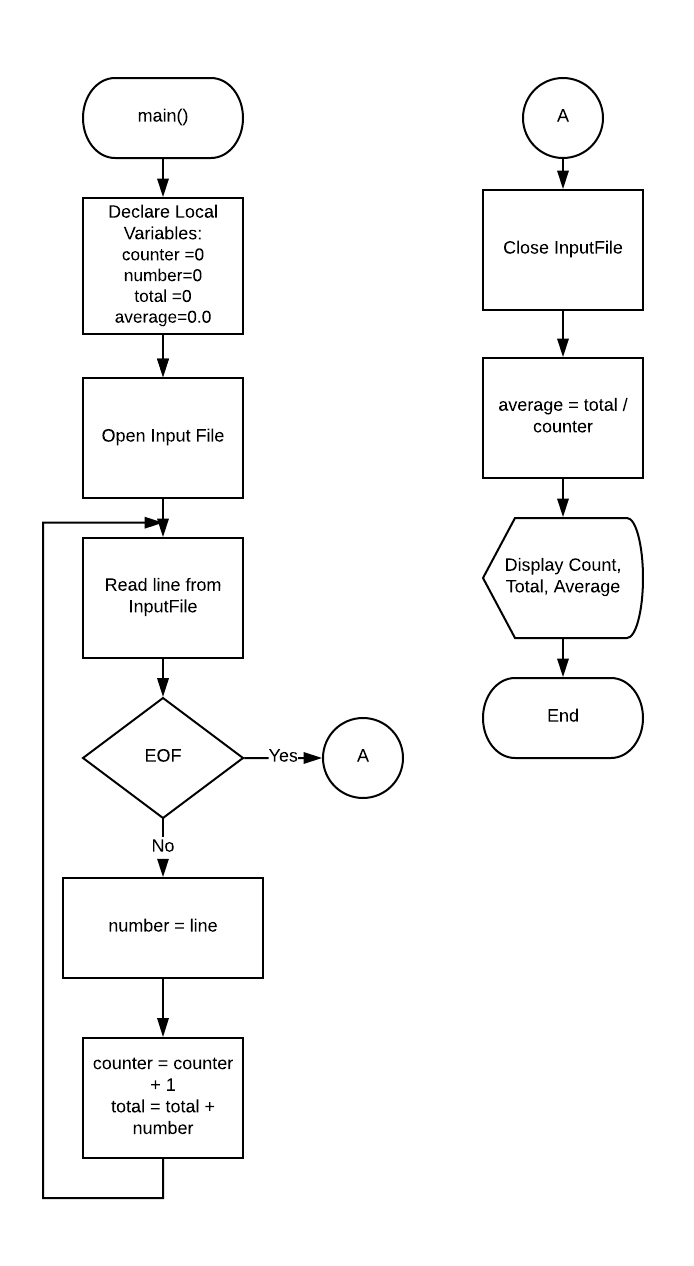 main()
Declare Local
Variables:
counter =0
number=0
total =0
average=0.0
Open Input File
Read line from
InputFile
EOF
Yes
A
No
number = line
counter = counter
+ 1
total = total +
number
A
Close InputFile
average = total /
counter
Display Count,
Total, Average
End